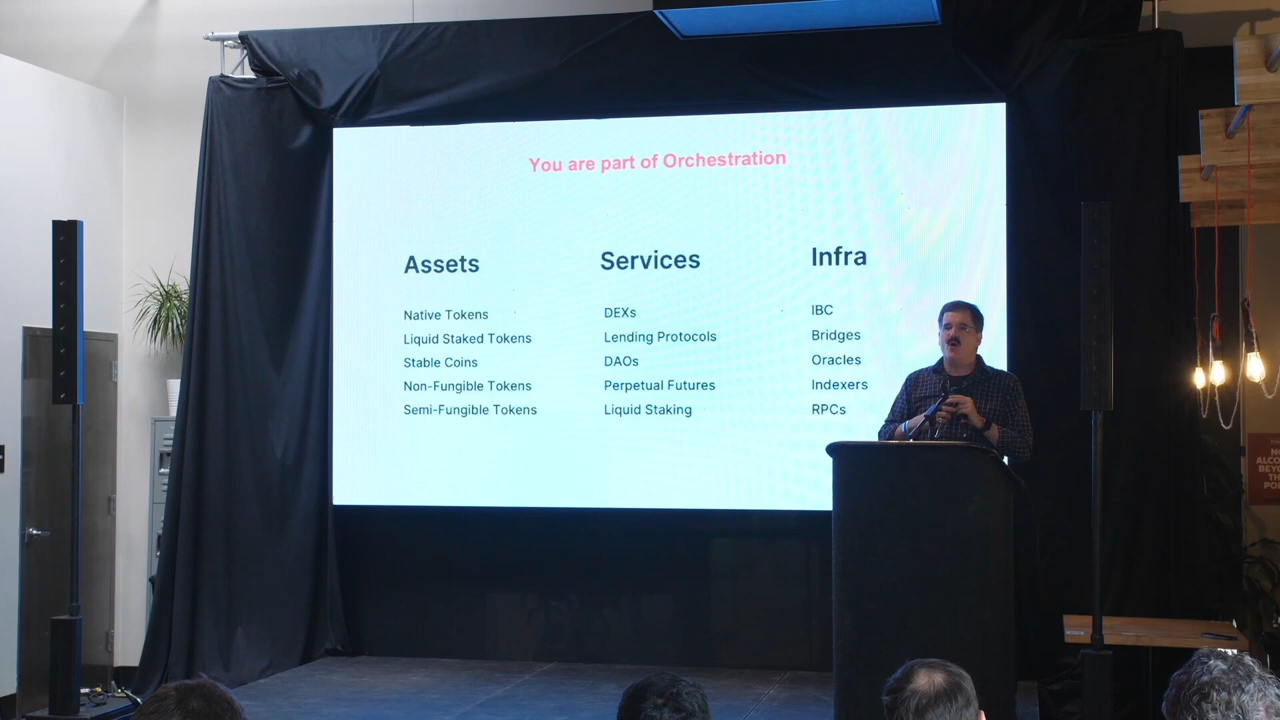 You are part of Orchestration
Assets
Native Tokens
Liquid Staked Tokens
Stable Coins
Non-Fungible Tokens
Semi-Fungible Tokens
Services
DEXs
Lending Protocols
DAOs
Perpetual Futures
Liquid Staking
Infra
IBC
Bridges
Oracles
Indexers
RPCs